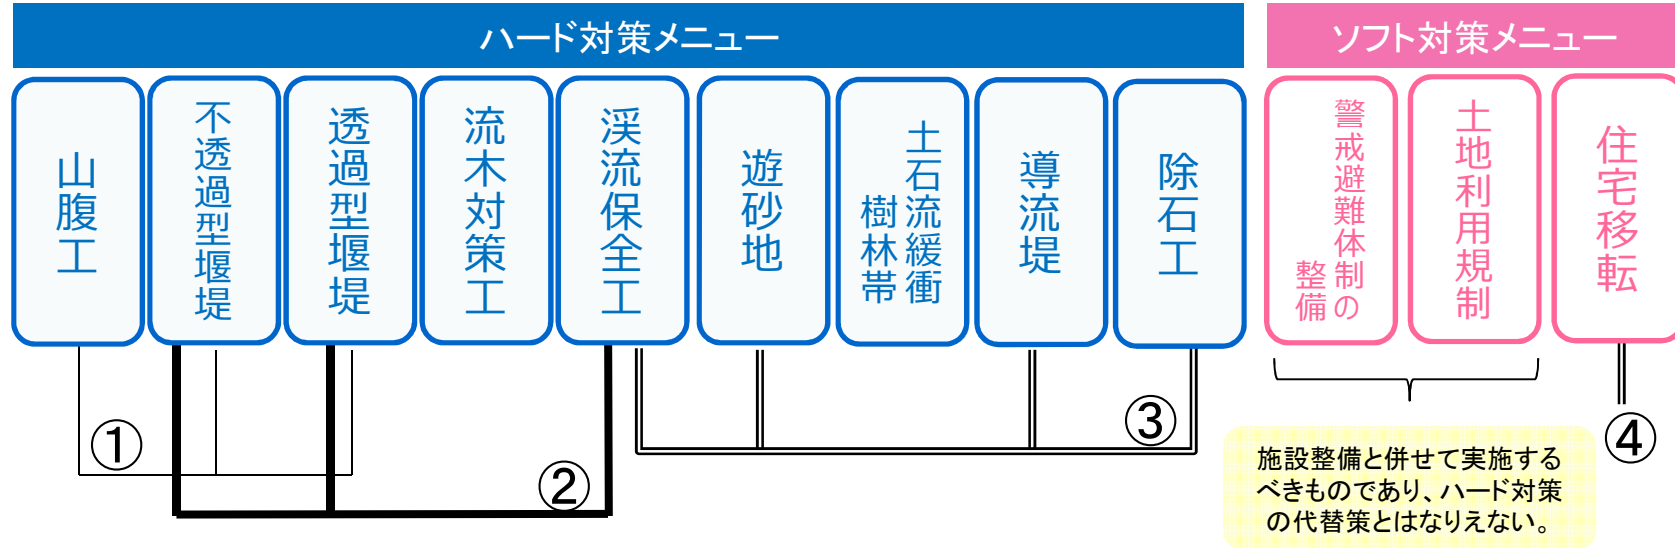 ハード対策メニュー
ソフト対策メニュー
山腹工
不透過型堰堤
透過型堰堤
流木対策工
渓流保全工
遊砂地
土石流緩衝
樹林帯
導流堤
除石工
警戒避難体制の
整備
土地利用規制
住宅移転
①
②
③
④
施設整備と併せて実施する
べきものであり、ハード対策
の代替策とはなりえない。